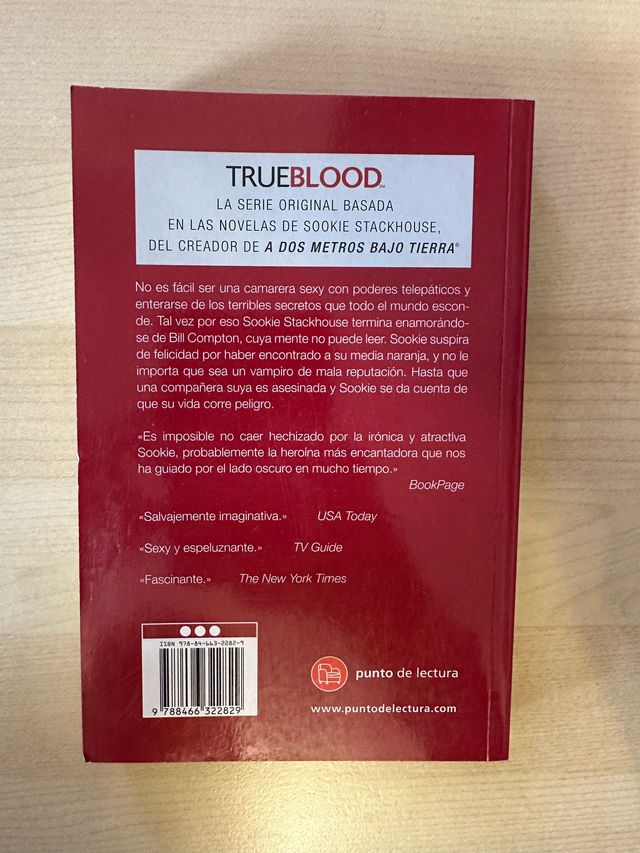 TRUEBLOOD℠
LA SERIE ORIGINAL BASADA
EN LAS NOVELAS DE SOOKIE STACKHOUSE,
DEL CREADOR DE A DOS METROS BAJO TIERRA®
No es fácil ser una camarera sexy con poderes telepáticos y
enterarse de los terribles secretos que todo el mundo escon-
de. Tal vez por eso Sookie Stackhouse termina enamorándo-
se de Bill Compton, cuya mente no puede leer. Sookie suspira
de felicidad por haber encontrado a su media naranja, y no le
importa que sea un vampiro de mala reputación. Hasta que
una compañera suya es asesinada y Sookie se da cuenta de
que su vida corre peligro.
«Es imposible no caer hechizado por la irónica y atractiva
Sookie, probablemente la heroína más encantadora que nos
ha guiado por el lado oscuro en mucho tiempo.»
BookPage
«Salvajemente imaginativa.» USA Today
«Sexy y espeluznante.» TV Guide
«Fascinante.» The New York Times
ISBN 978-84-663-2282-9
9 788466 322829
punto de lectura
www.puntodelectura.com